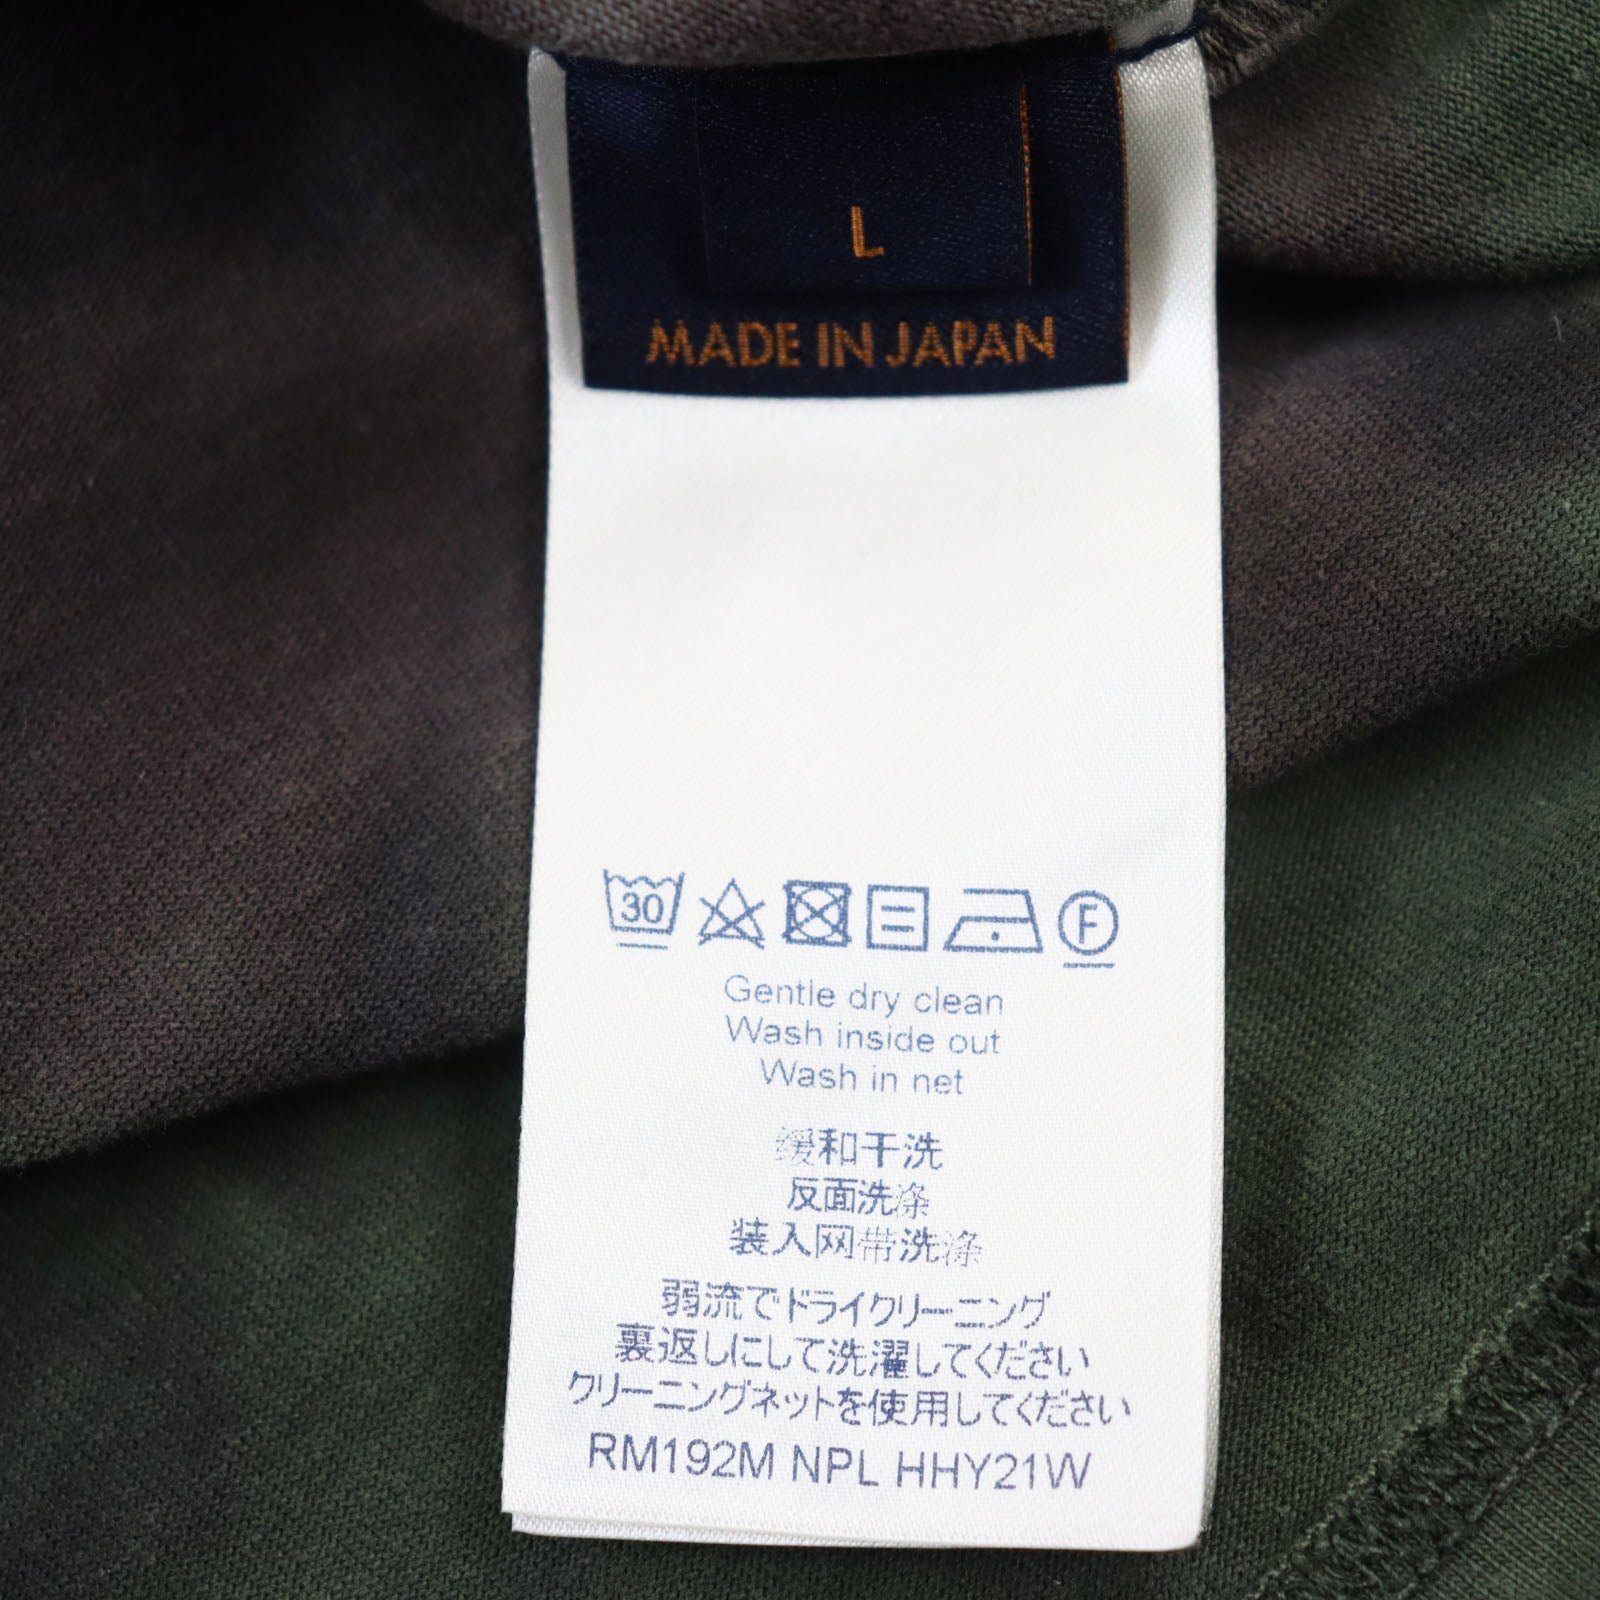 L
MADE IN JAPAN
30 F
Gentle dry clean
Wash inside out
Wash in net
缓和干洗
反面洗涤
装入网带洗涤
弱流でドライクリーニング
裏返しにして洗濯してください
クリーニングネットを使用してください
RM192M NPL HHY21W